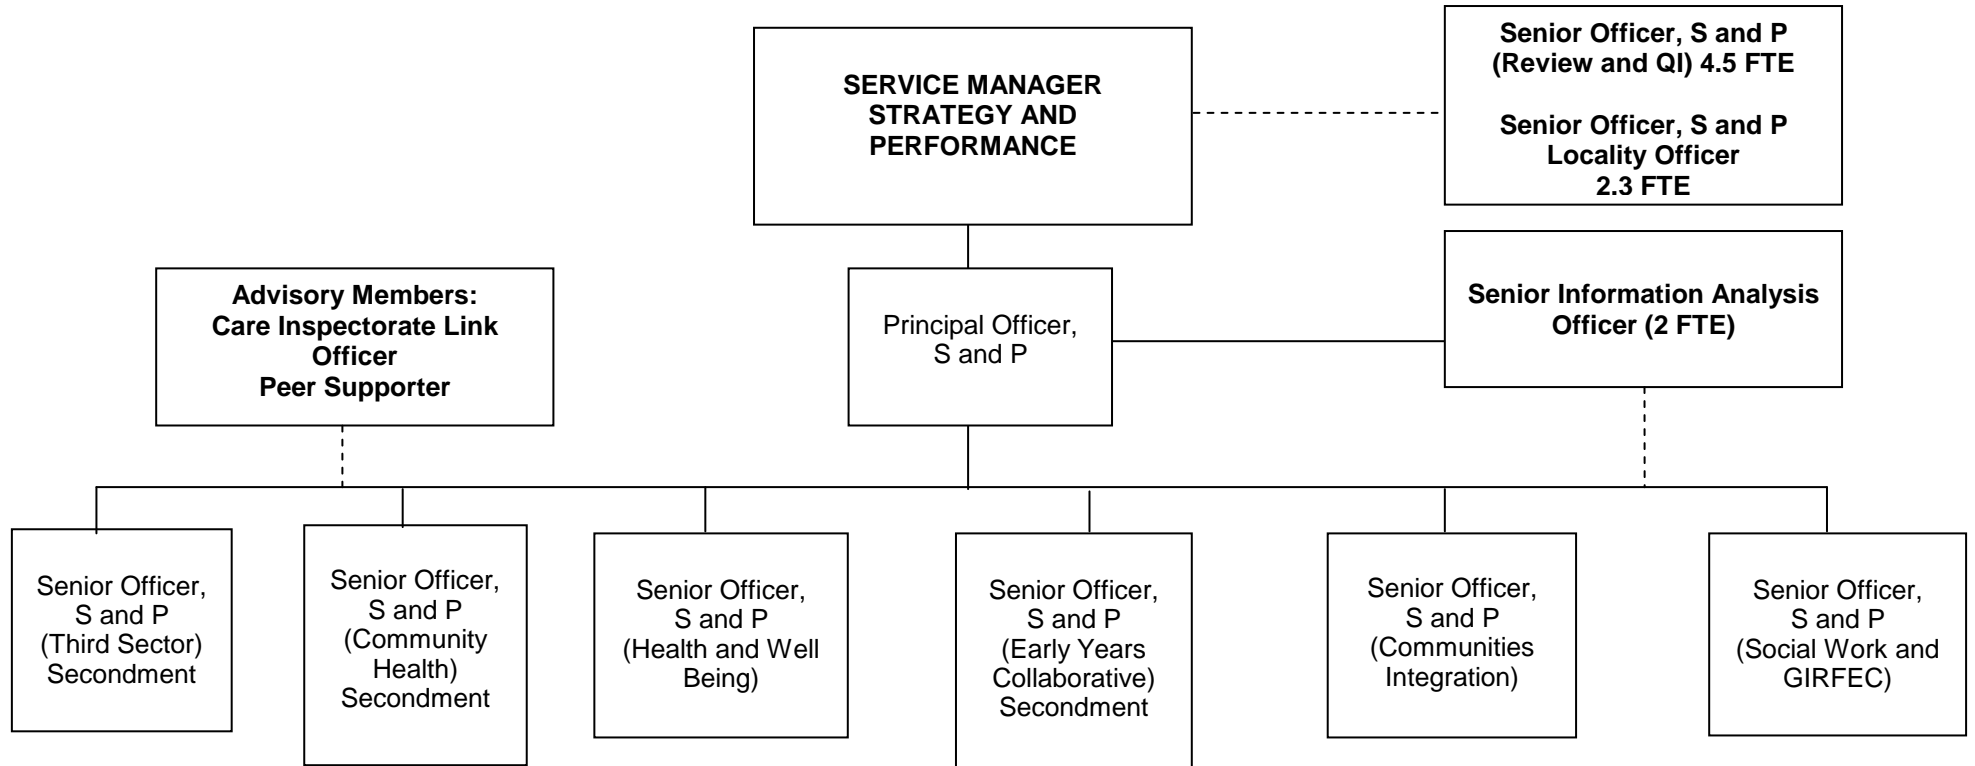 SERVICE MANAGER
STRATEGY AND
PERFORMANCE
Senior Officer, S and P
(Review and QI) 4.5 FTE
Senior Officer, S and P
Locality Officer
2.3 FTE
Advisory Members:
Care Inspectorate Link
Officer
Peer Supporter
Principal Officer,
S and P
Senior Information Analysis
Officer (2 FTE)
Senior Officer,
S and P
(Third Sector)
Secondment
Senior Officer,
S and P
(Community
Health)
Secondment
Senior Officer,
S and P
(Health and Well
Being)
Senior Officer,
S and P
(Early Years
Collaborative)
Secondment
Senior Officer,
S and P
(Communities
Integration)
Senior Officer,
S and P
(Social Work and
GIRFEC)